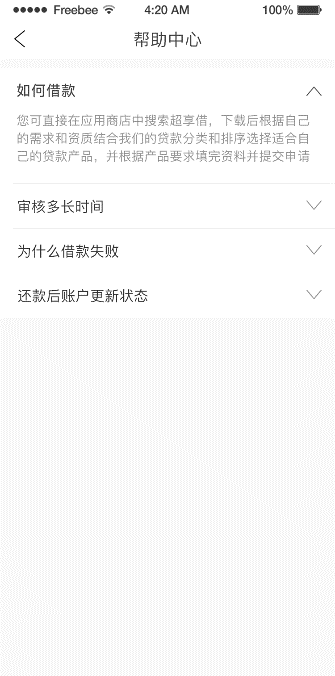 Freebee 4:20 AM 100%
帮助中心
如何借款
您可直接在应用商店中搜索超享借，下载后根据自己
的需求和资质结合我们的贷款分类和排序选择适合自
己的贷款产品，并根据产品要求填完资料并提交申请
审核多长时间
为什么借款失败
还款后账户更新状态